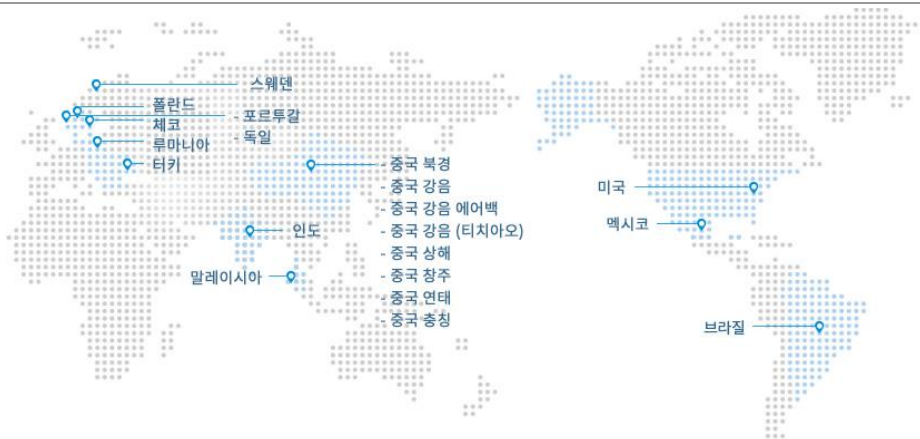 스웨덴
폴란드
- 포르투갈
체코
- 독일
루마니아
터키
- 중국 북경
- 중국 강음
- 중국 강음 에어백
- 중국 강음 (티치아오)
- 중국 상해
- 중국 창주
- 중국 연태
- 중국 충칭
인도
말레이시아
미국
멕시코
브라질